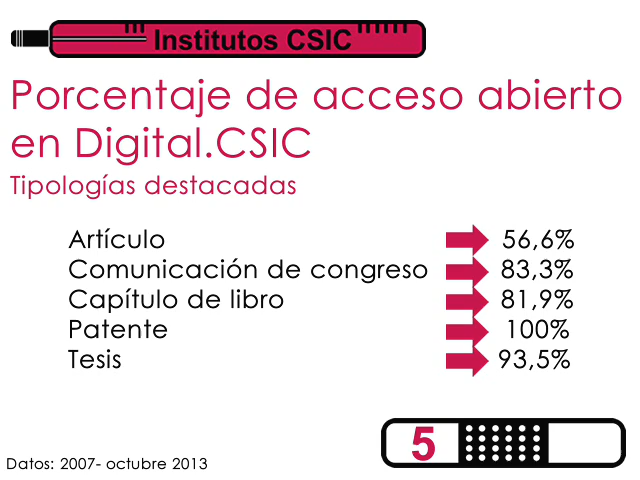 Institutos CSIC
Porcentaje de acceso abierto
en Digital.CSIC
Tipologías destacadas
Artículo 56,6%
Comunicación de congreso 83,3%
Capítulo de libro 81,9%
Patente 100%
Tesis 93,5%
5
Datos: 2007- octubre 2013